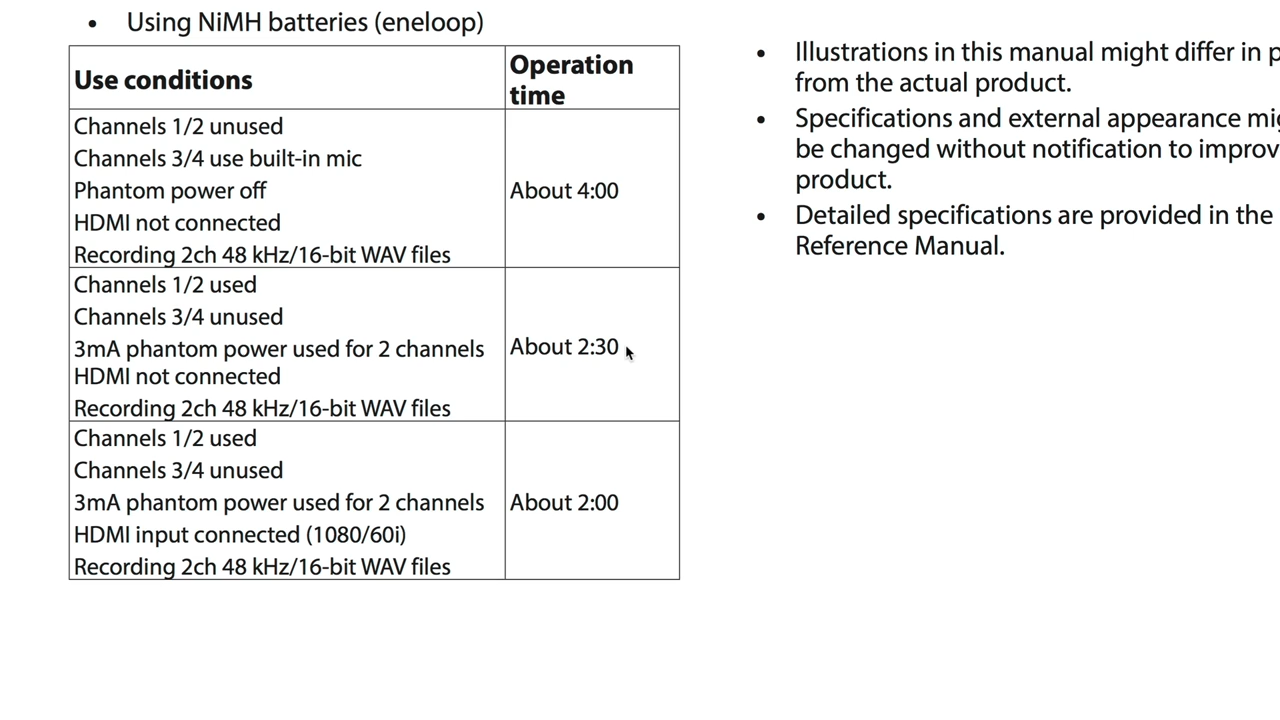 • Using NiMH batteries (eneloop)
Use conditions
Operation
time
Channels 1/2 unused
Channels 3/4 use built-in mic
Phantom power off
HDMI not connected
Recording 2ch 48 kHz/16-bit WAV files
About 4:00
Channels 1/2 used
Channels 3/4 unused
3mA phantom power used for 2 channels
HDMI not connected
Recording 2ch 48 kHz/16-bit WAV files
About 2:30
Channels 1/2 used
Channels 3/4 unused
3mA phantom power used for 2 channels
HDMI input connected (1080/60i)
Recording 2ch 48 kHz/16-bit WAV files
About 2:00
• Illustrations in this manual might differ in
from the actual product.
• Specifications and external appearance
be changed without notification to
product.
• Detailed specifications are provided in the
Reference Manual.